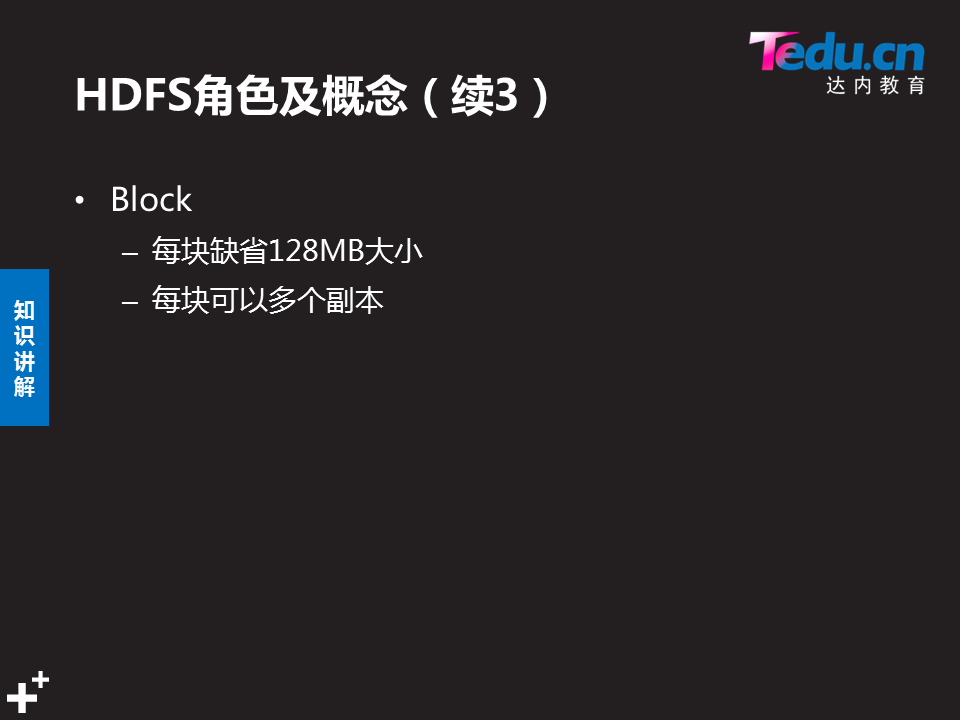 Tedu.cn
达内教育
HDFS角色及概念（续3）
• Block
– 每块缺省128MB大小
– 每块可以多个副本
知识讲解